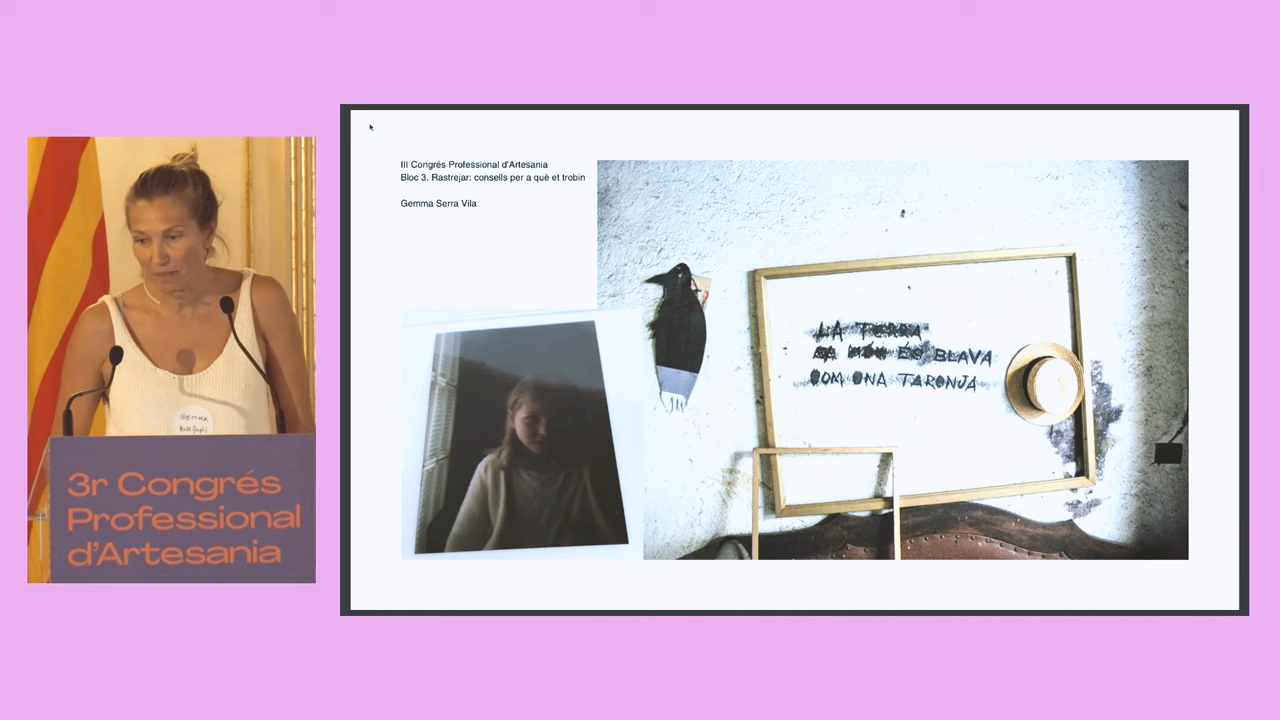 GEMMA
3r Congrés
Professional
d'Artesania
III Congrés Professional d'Artesania
Bloc 3. Rastrejar: consells per a què et trobin
Gemma Serra Vila
LA TERRA
ÉS BLAVA
COM UNA TARONJA